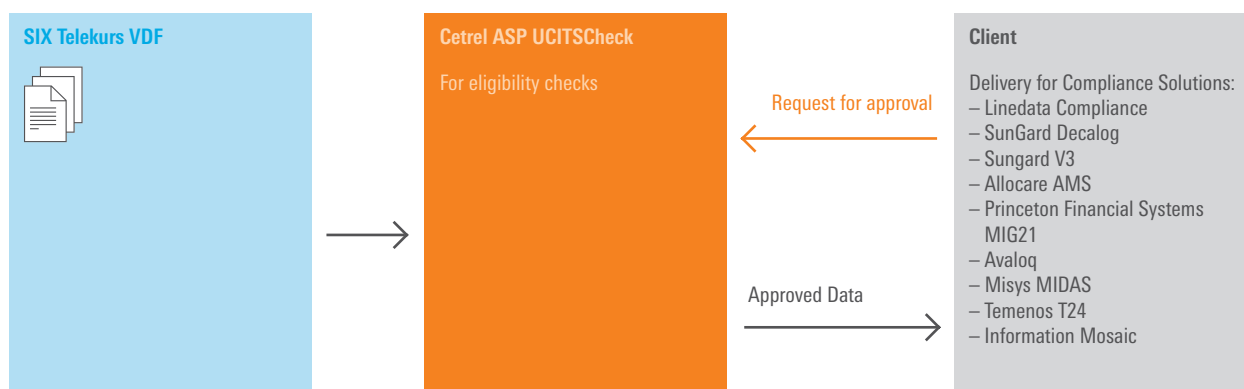 SIX Telekurs VDF
Cetrel ASP UCITSCheck
For eligibility checks
Request for approval
Approved Data
Client
Delivery for Compliance Solutions:
– Linedata Compliance
– SunGard Decalog
– Sungard V3
– Allocare AMS
– Princeton Financial Systems
MIG21
– Avaloq
– Misys MIDAS
– Temenos T24
– Information Mosaic